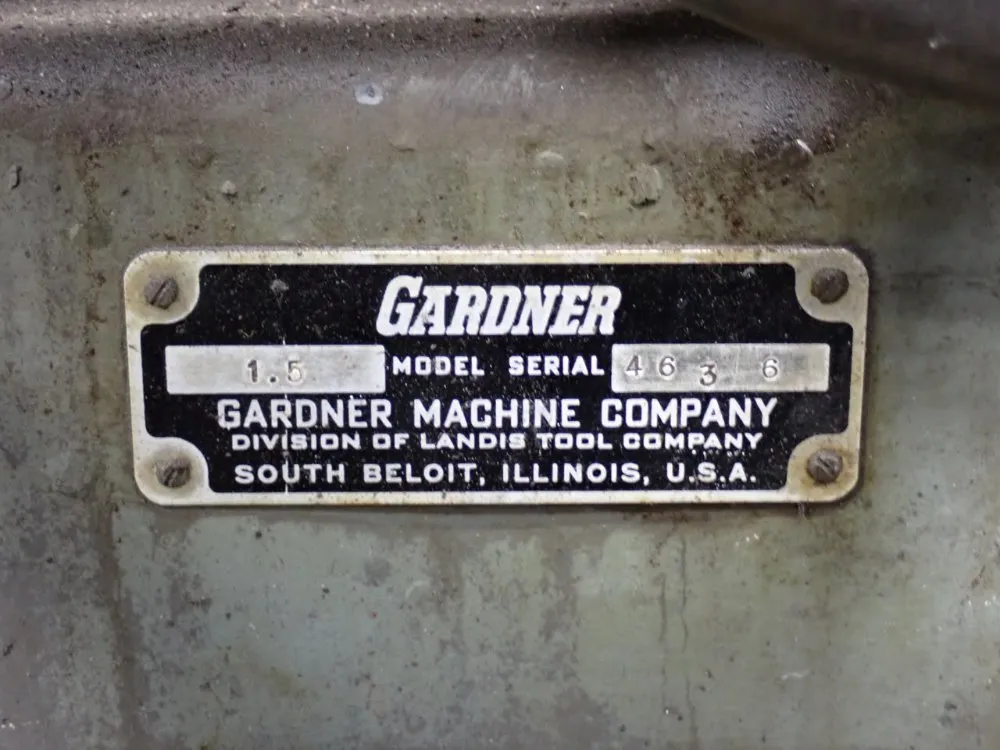 GARDNER
1.5 MODEL SERIAL 46 3 6
GARDNER MACHINE COMPANY
DIVISION OF LANDIS TOOL COMPANY
SOUTH BELOIT, ILLINOIS, U.S.A.